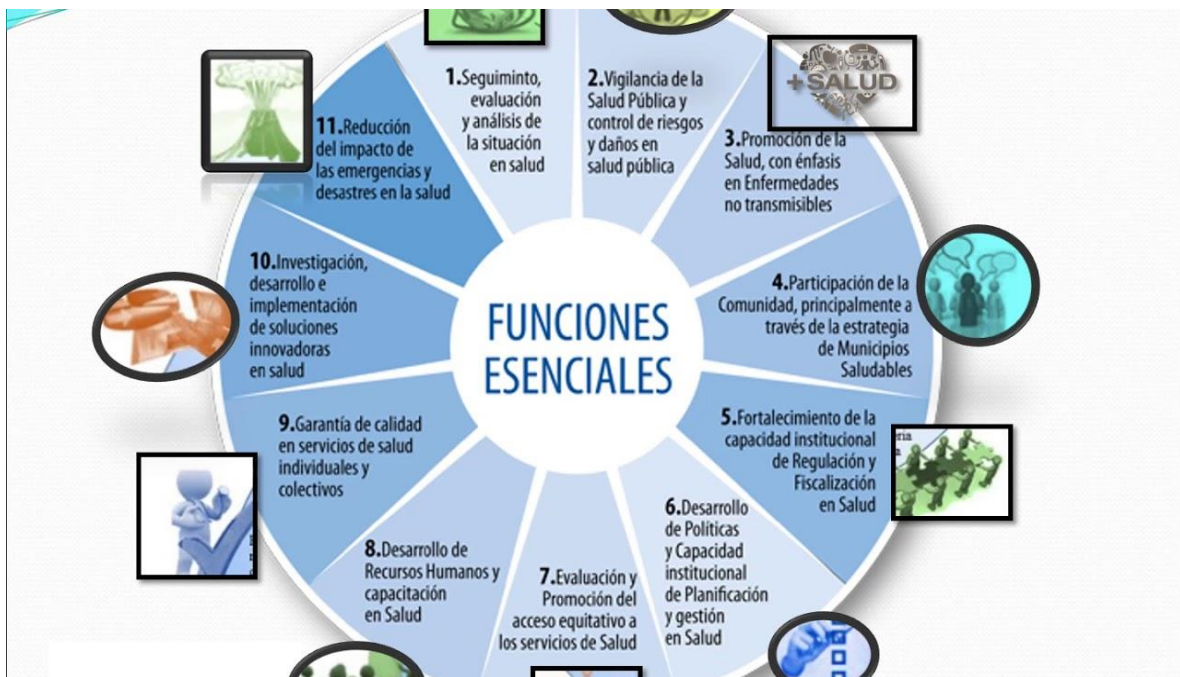 1.Seguiminto,
evaluación
y análisis de
la situación
en salud
2.Vigilancia de la
Salud Pública y
control de riesgos
y daños en
salud pública
+SALUD
3.Promoción de la
Salud, con énfasis
en Enfermedades
no transmisibles
4.Participación de la
Comunidad, principalmente a
través de la estrategia
de Municipios
Saludables
5.Fortalecimiento de la
capacidad institucional
de Regulación y
Fiscalización
en Salud
6.Desarrollo
de Políticas
y Capacidad
institucional
de Planificación
y gestión
en Salud
7.Evaluación y
Promoción del
acceso equitativo a
los servicios de Salud
8.Desarrollo de
Recursos Humanos y
capacitación
en Salud
9.Garantía de calidad
en servicios de salud
individuales y
colectivos
10.Investigación,
desarrollo e
implementación
de soluciones
innovadoras
en salud
11.Reducción
del impacto de
las emergencias y
desastres en la salud
FUNCIONES
ESENCIALES